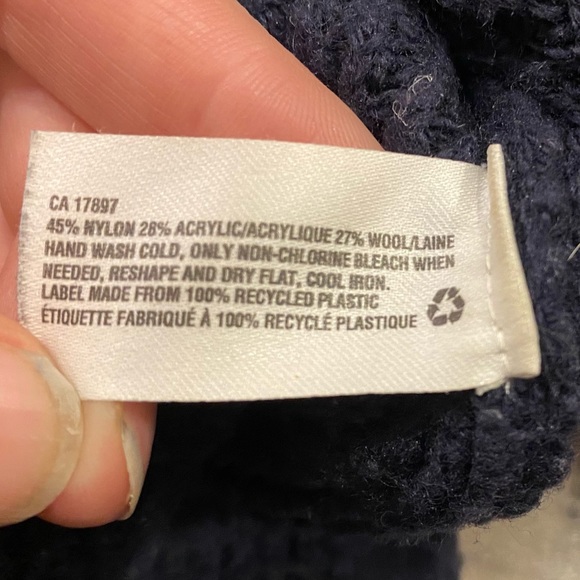 CA 17897
45% NYLON 28% ACRYLIC/ACRYLIQUE 27% WOOL/LAINE
HAND WASH COLD, ONLY NON-CHLORINE BLEACH WHEN
NEEDED, RESHAPE AND DRY FLAT, COOL IRON.
LABEL MADE FROM 100% RECYCLED PLASTIC
ÉTIQUETTE FABRIQUÉ À 100% RECYCLÉ PLASTIQUE